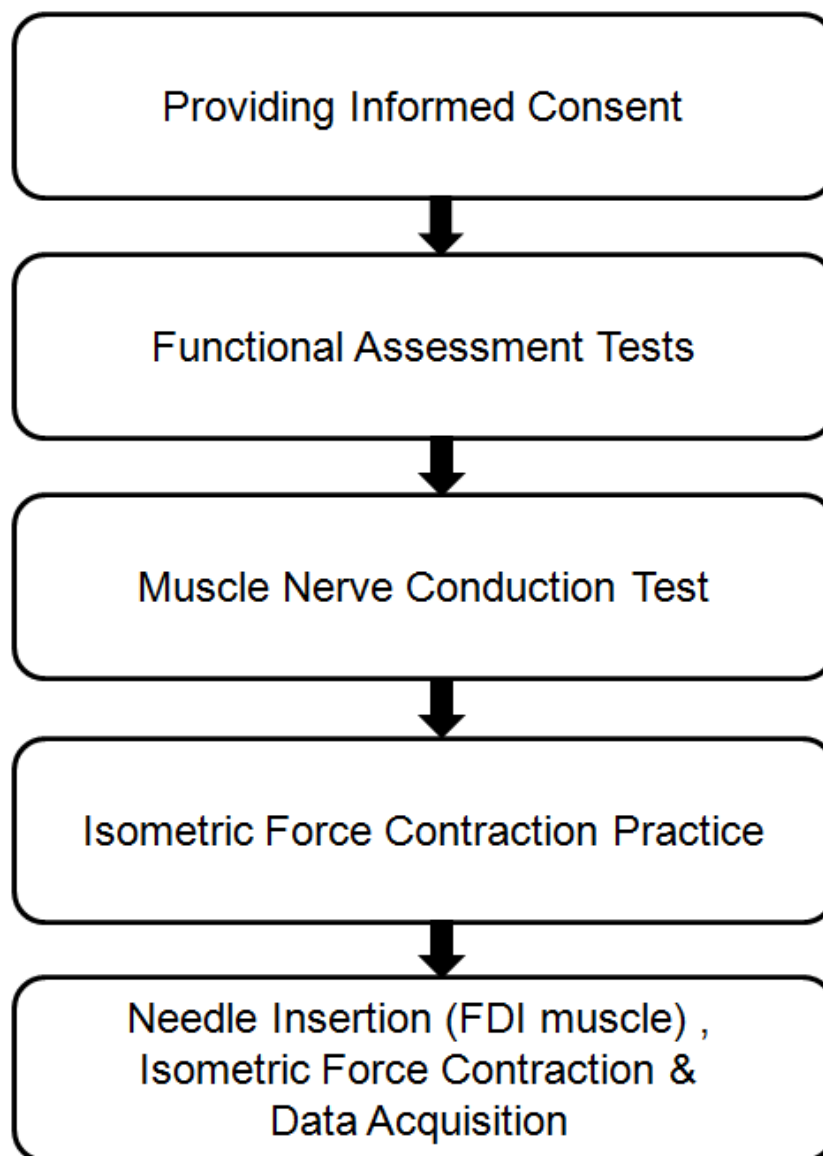 Providing Informed Consent
Functional Assessment Tests
Muscle Nerve Conduction Test
Isometric Force Contraction Practice
Needle Insertion (FDI muscle) ,
Isometric Force Contraction &
Data Acquisition